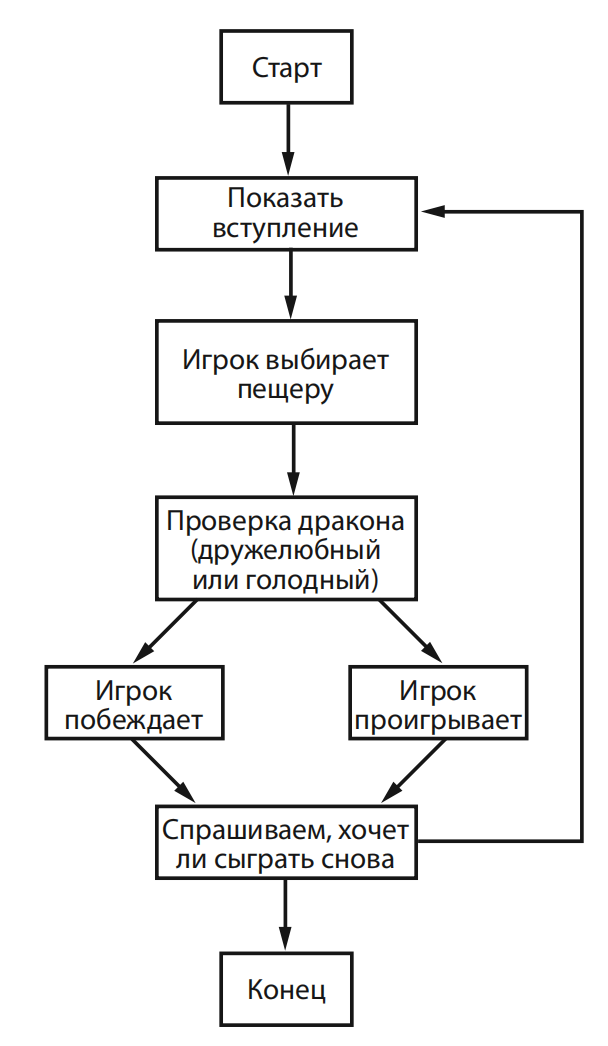 Старт
Показать
вступление
Игрок выбирает
пещеру
Проверка дракона
(дружелюбный
или голодный)
Игрок
побеждает
Игрок
проигрывает
Спрашиваем, хочет
ли сыграть снова
Конец